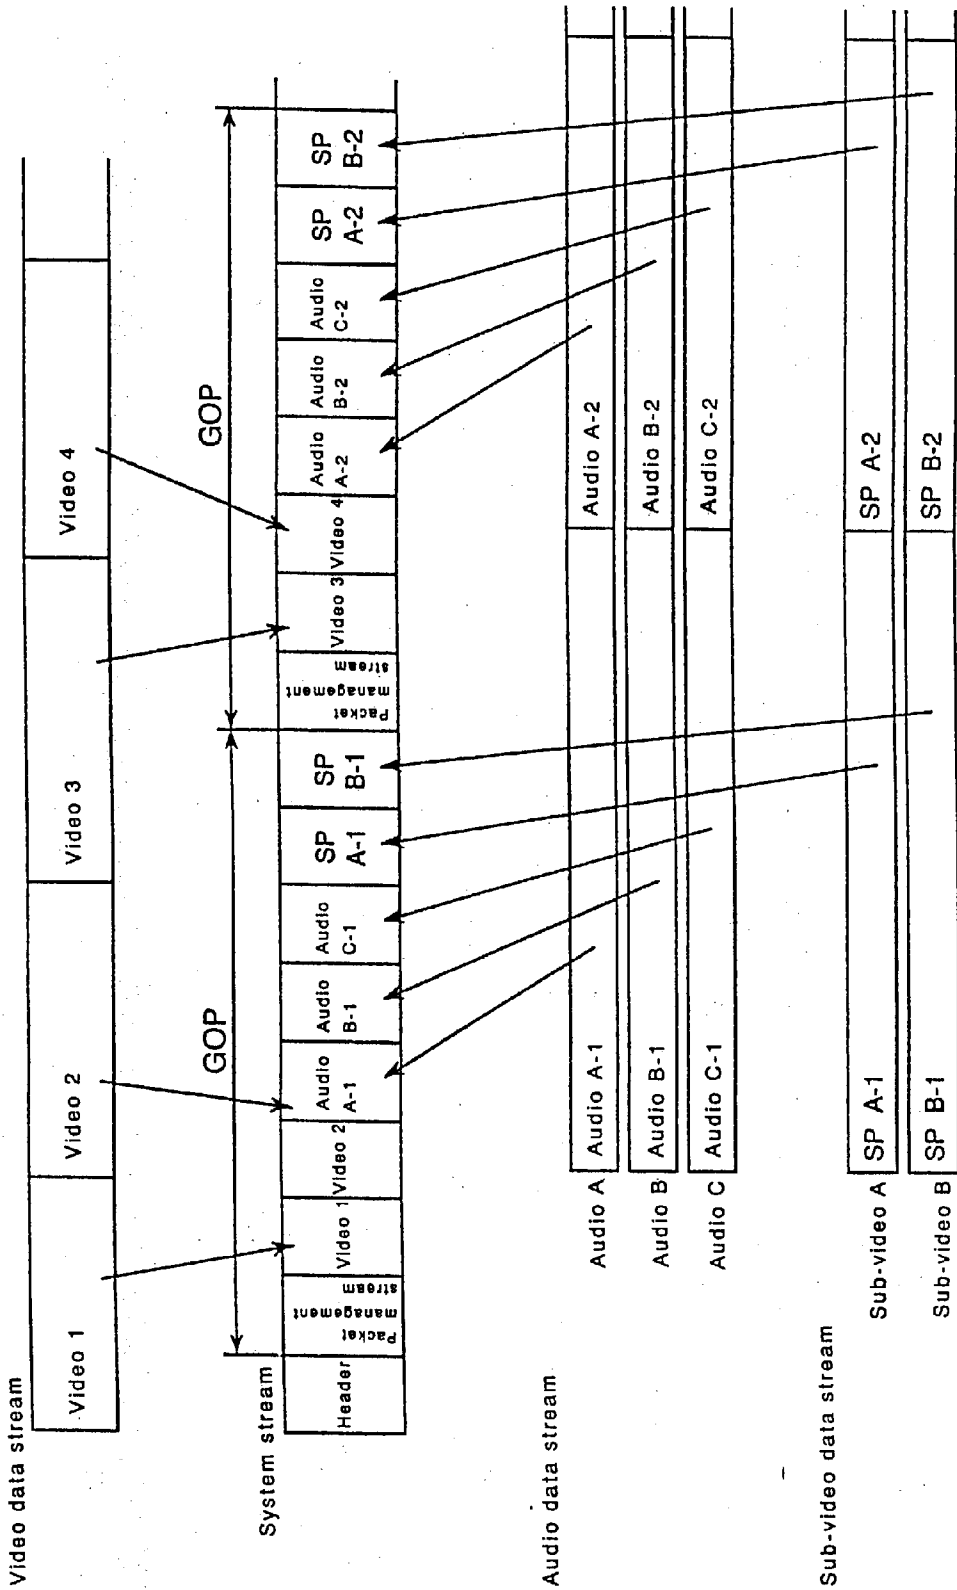 Video data stream
Video 1
Video 2
Video 3
Video 4
System stream
GOP
GOP
Header
Packet
management
stream
Video 1
Video 2
Audio
A-1
Audio
B-1
Audio
C-1
SP
A-1
SP
B-1
Packet
management
stream
Video 3
Video 4
Audio
A-2
Audio
B-2
Audio
C-2
SP
A-2
SP
B-2
Audio data stream
Audio A
Audio A-1
Audio A-2
Audio B
Audio B-1
Audio B-2
Audio C
Audio C-1
Audio C-2
Sub-video data stream
Sub-video A
SP A-1
SP A-2
Sub-video B
SP B-1
SP B-2